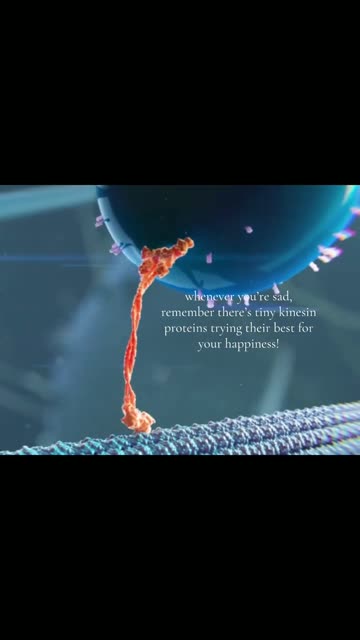 whenever you're sad,
remember there's tiny kinesin
proteins trying their best for
your happiness!